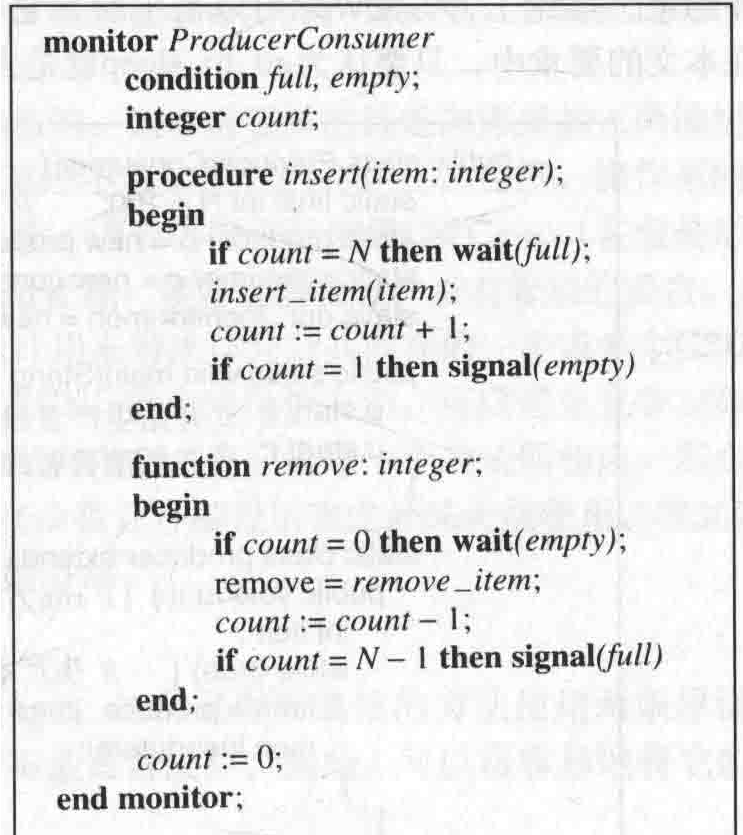 monitor ProducerConsumer
condition full, empty;
integer count;
procedure insert(item: integer);
begin
if count = N then wait(full);
insert_item(item);
count := count + 1;
if count = 1 then signal(empty)
end;
function remove: integer;
begin
if count = 0 then wait(empty);
remove = remove_item;
count := count − 1;
if count = N − 1 then signal(full)
end;
count := 0;
end monitor;